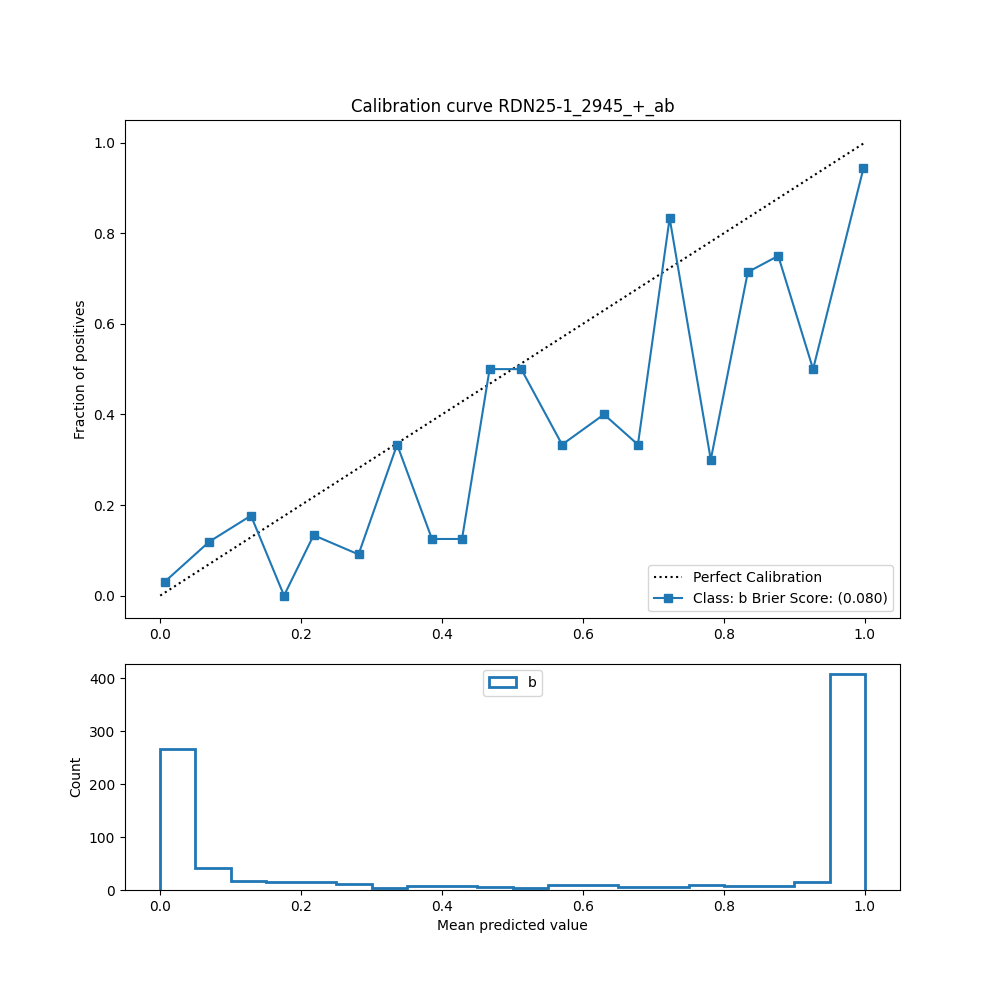 Calibration curve RDN25-1_2945_+_ab
Fraction of positives
1.0
0.8
0.6
0.4
0.2
0.0
0.0 0.2 0.4 0.6 0.8 1.0
Perfect Calibration
Class: b Brier Score: (0.080)
b
Count
400
300
200
100
0
0.0 0.2 0.4 0.6 0.8 1.0
Mean predicted value